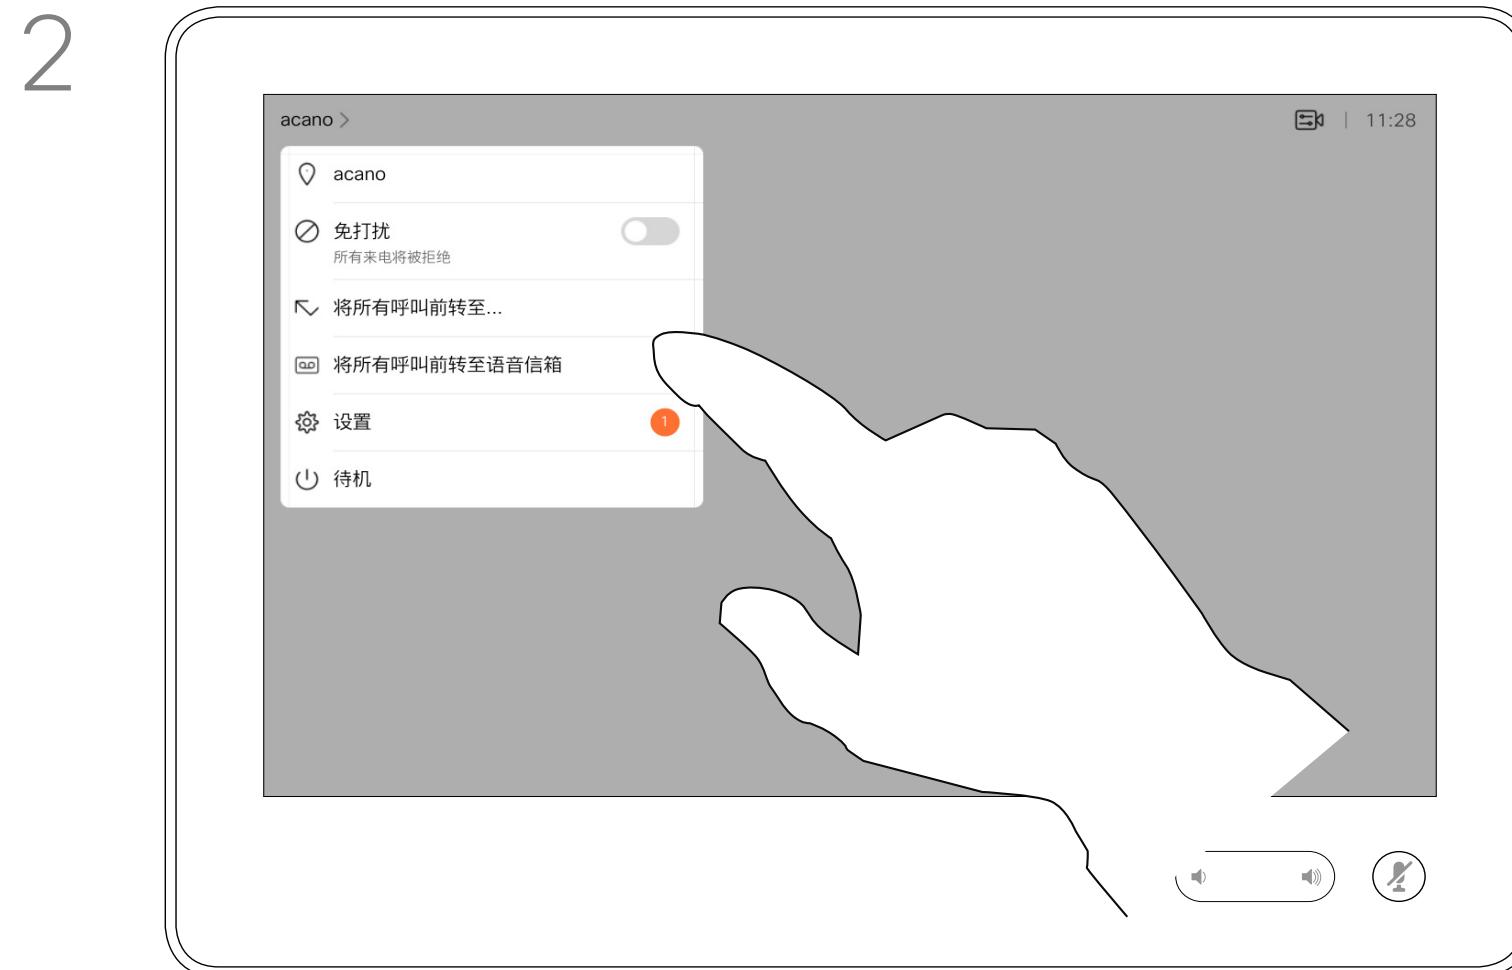 2
acano >
11:28
acano
免打扰
所有来电将被拒绝
将所有呼叫前转至...
将所有呼叫前转至语音信箱
设置
1
待机